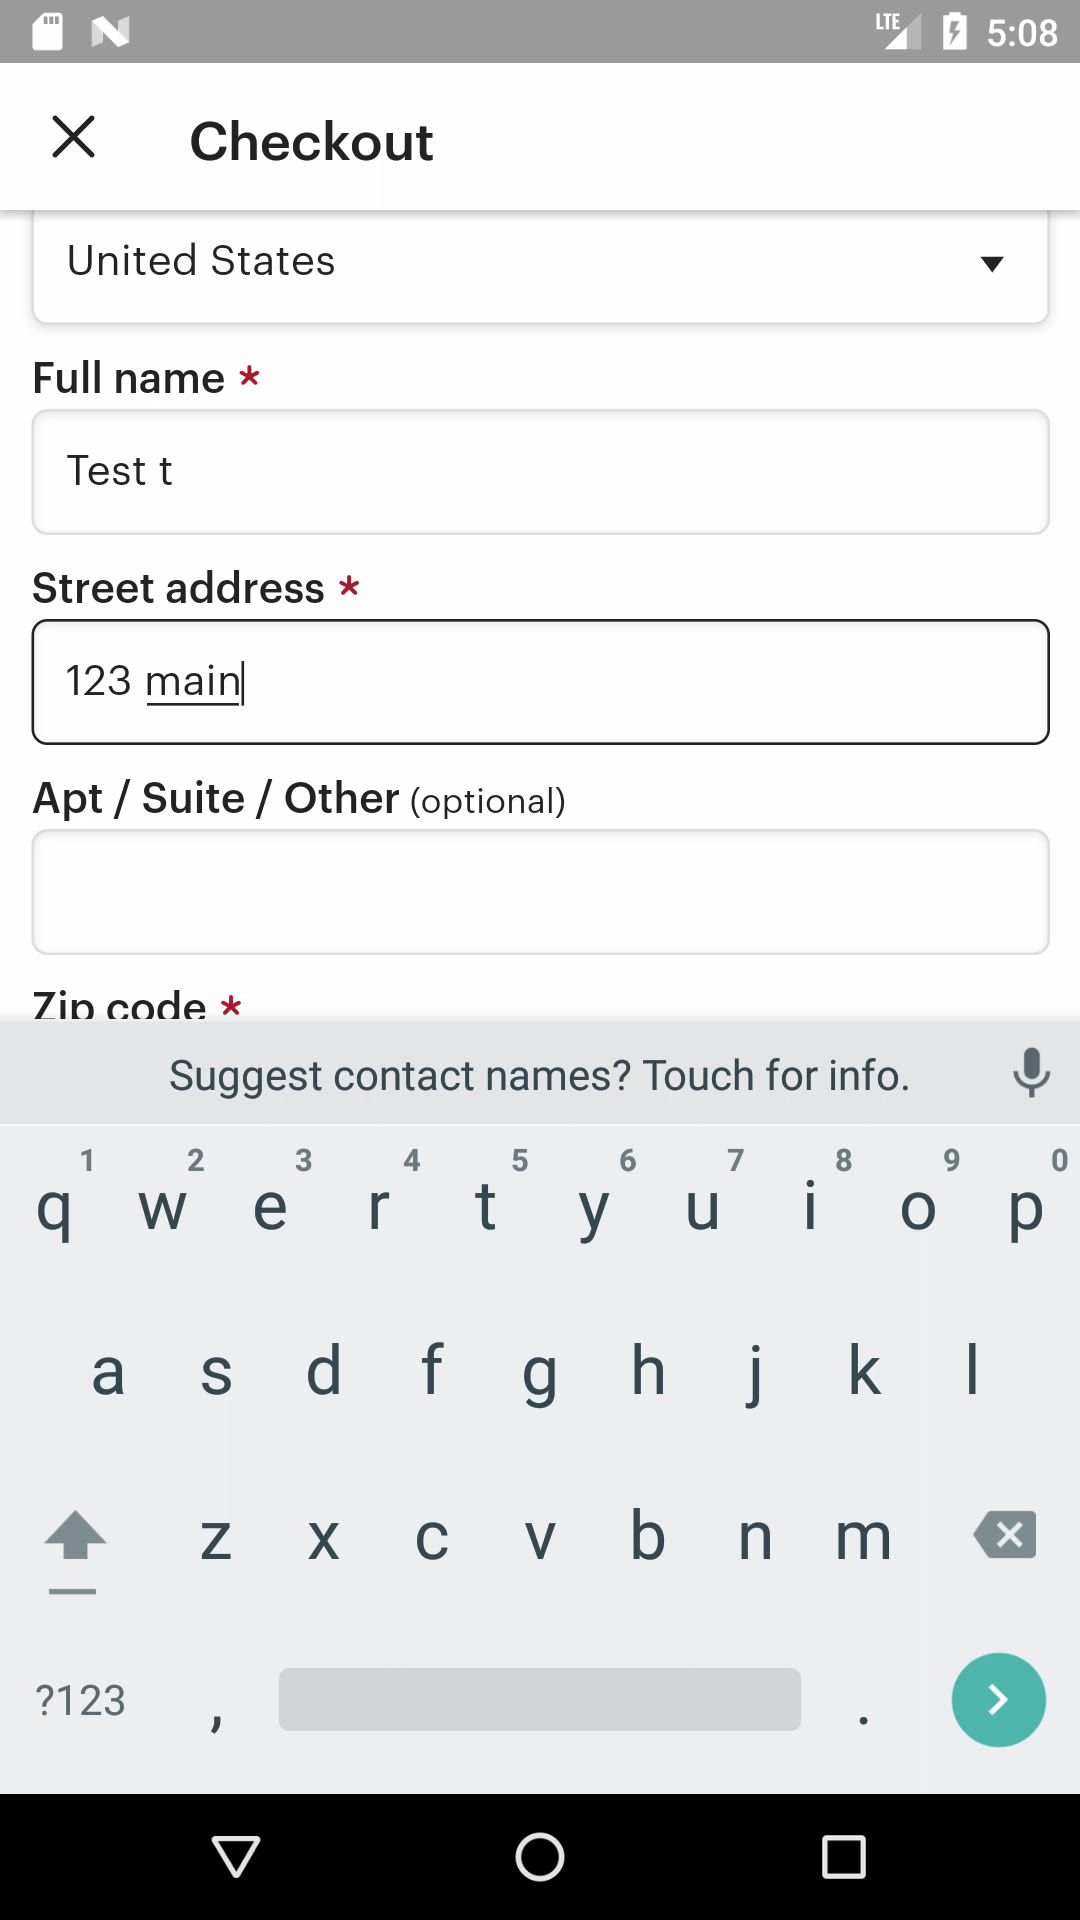 LTE 5:08
Checkout
United States
Full name *
Test t
Street address *
123 main
Apt / Suite / Other (optional)
Zip code *
Suggest contact names? Touch for info.
1 2 3 4 5 6 7 8 9 0
q w e r t y u i o p
a s d f g h j k l
z x c v b n m
?123 , .